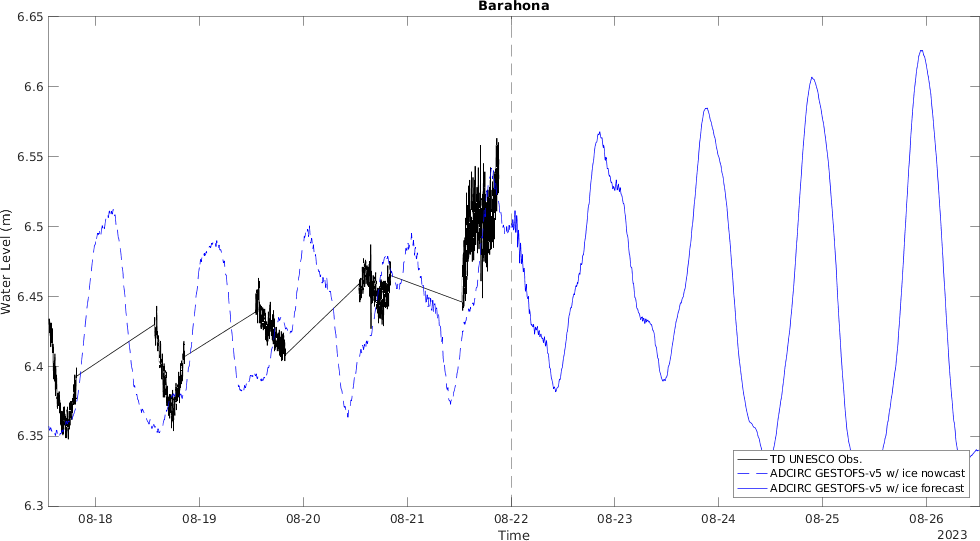 Barahona
6.65
6.6
6.55
6.5
6.45
6.4
6.35
6.3
Water Level (m)
TD UNESCO Obs.
ADCIRC GESTOFS-v5 w/ ice nowcast
ADCIRC GESTOFS-v5 w/ ice forecast
08-18 08-19 08-20 08-21 08-22 08-23 08-24 08-25 08-26
Time
2023